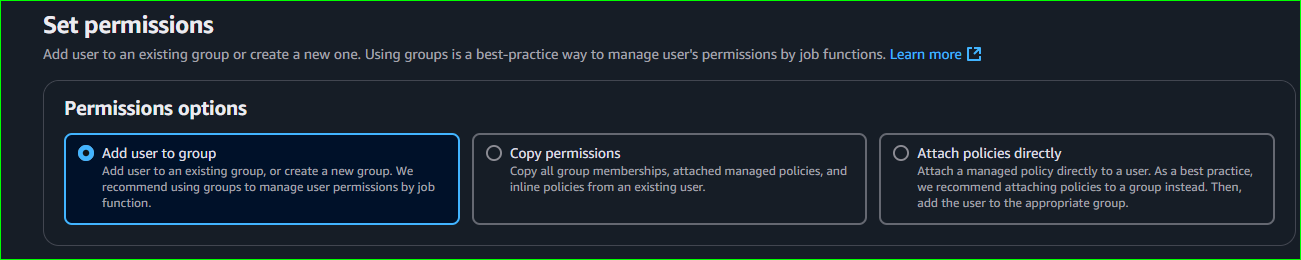 Set permissions
Add user to an existing group or create a new one. Using groups is a best-practice way to manage user's permissions by job functions. Learn more
Permissions options
Add user to group
Add user to an existing group, or create a new group. We
recommend using groups to manage user permissions by job
function.
Copy permissions
Copy all group memberships, attached managed policies, and
inline policies from an existing user.
Attach policies directly
Attach a managed policy directly to a user. As a best practice,
we recommend attaching policies to a group instead. Then,
add the user to the appropriate group.